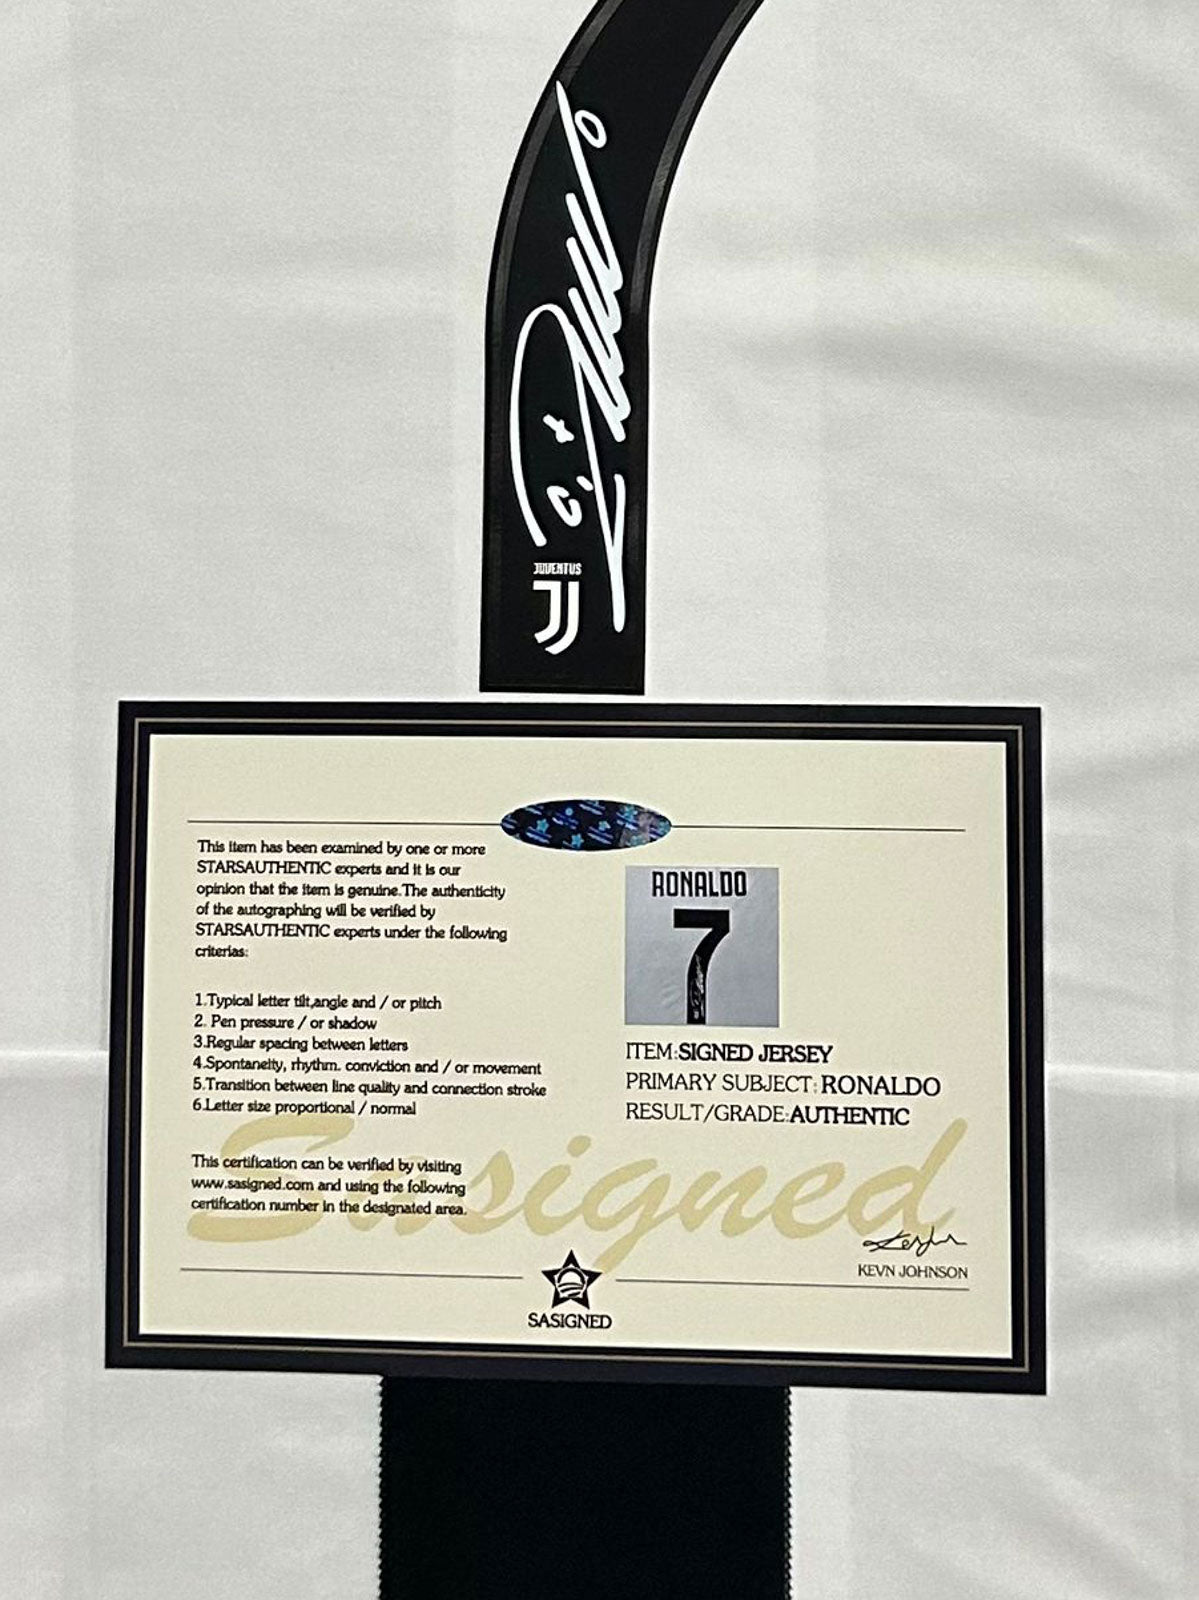 JUVENTUS
This item has been examined by one or more
STARSAUTHENTIC experts and it is our
opinion that the item is genuine.The authenticity
of the autographing will be verified by
STARSAUTHENTIC experts under the following
criterias:
1.Typical letter tilt,angle and / or pitch
2. Pen pressure / or shadow
3.Regular spacing between letters
4.Spontaneity, rhythm. conviction and / or movement
5.Transition between line quality and connection stroke
6.Letter size proportional / normal
This certification can be verified by visiting
www.sasigned.com and using the following
certification number in the designated area.
RONALDO
7
ITEM:SIGNED JERSEY
PRIMARY SUBJECT:RONALDO
RESULT/GRADE:AUTHENTIC
Sasigned
KEVN JOHNSON
SASIGNED